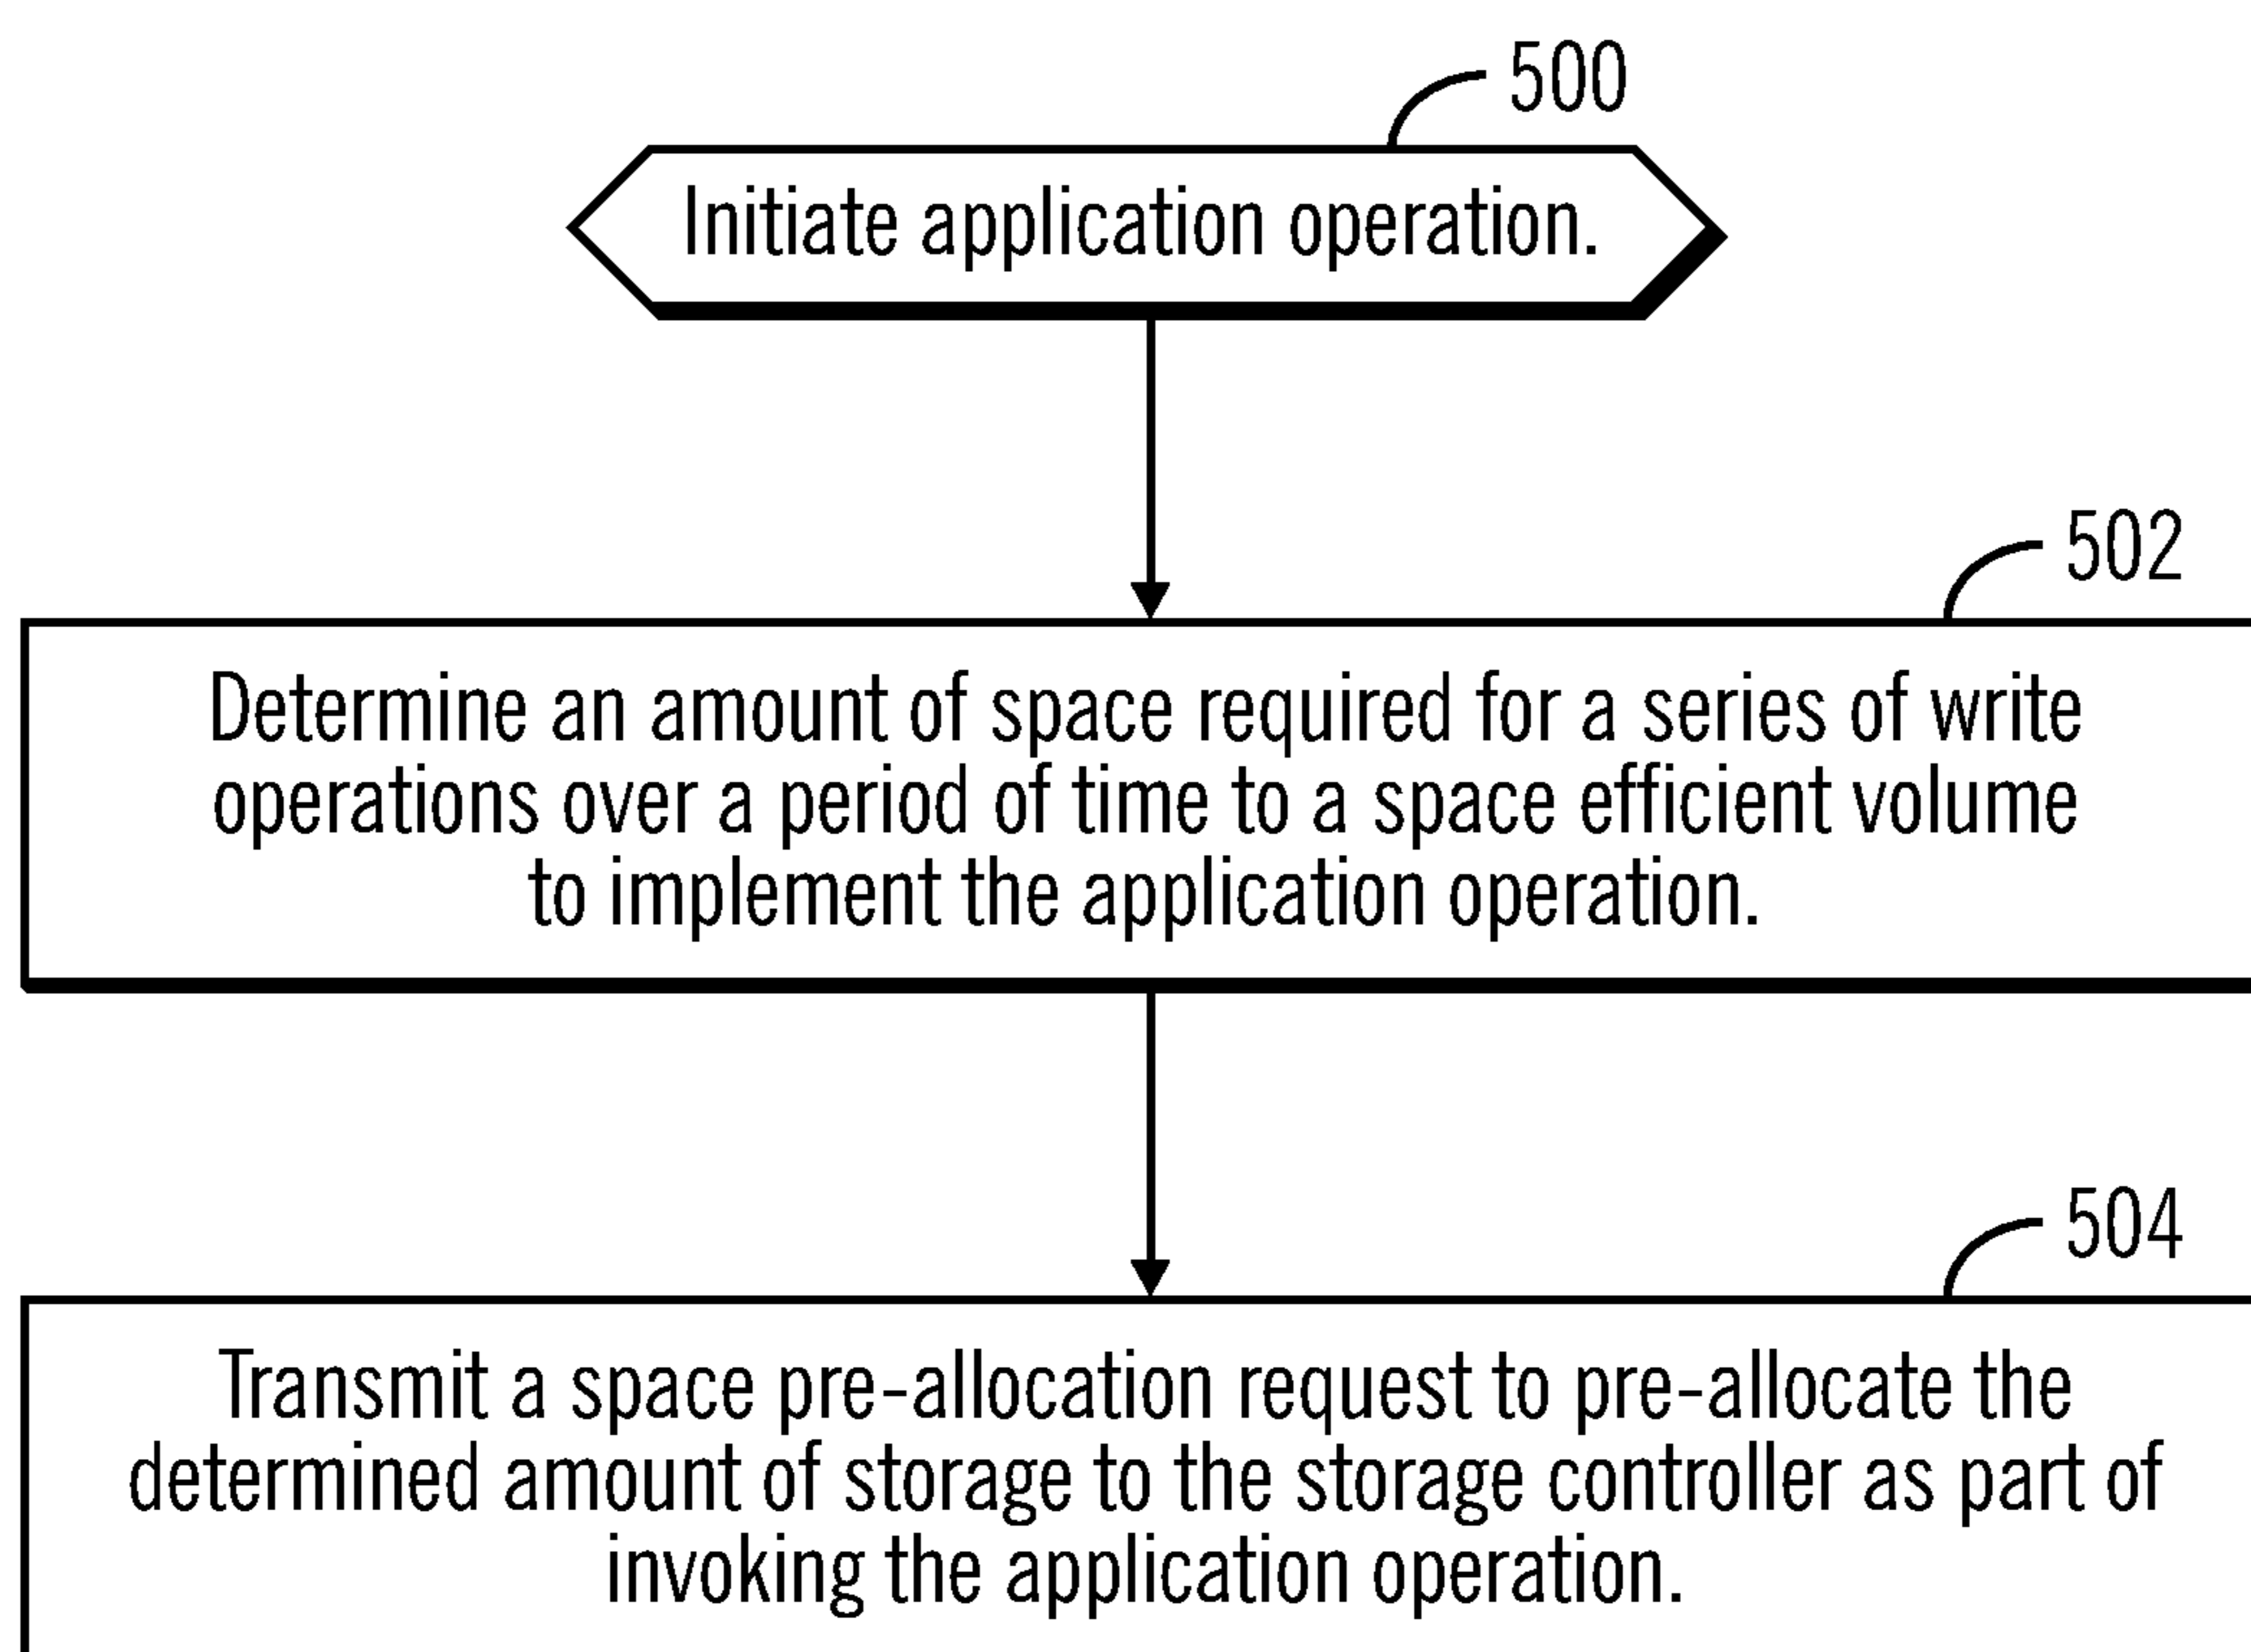 500
Initiate application operation.
502
Determine an amount of space required for a series of write
operations over a period of time to a space efficient volume
to implement the application operation.
504
Transmit a space pre-allocation request to pre-allocate the
determined amount of storage to the storage controller as part of
invoking the application operation.